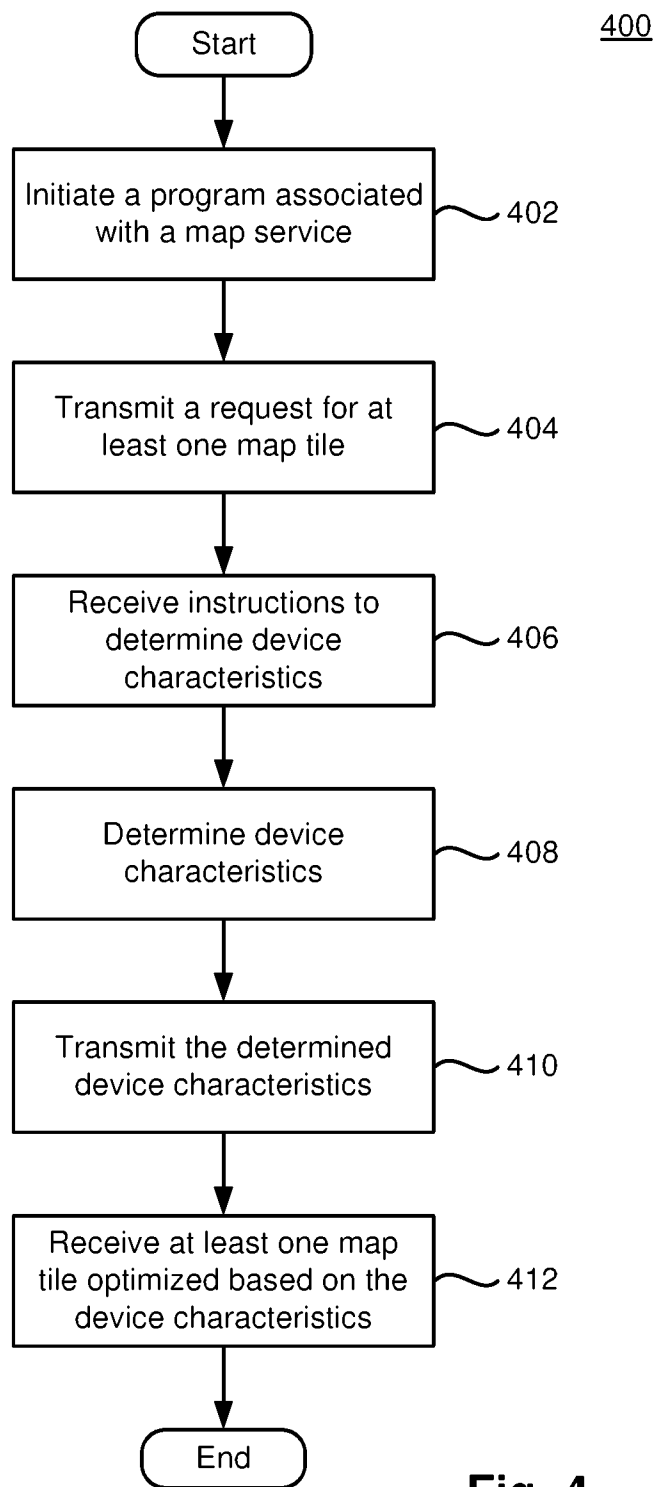 400
Start
Initiate a program associated
with a map service
402
Transmit a request for at
least one map tile
404
Receive instructions to
determine device
characteristics
406
Determine device
characteristics
408
Transmit the determined
device characteristics
410
Receive at least one map
tile optimized based on the
device characteristics
412
End
Fig. 4